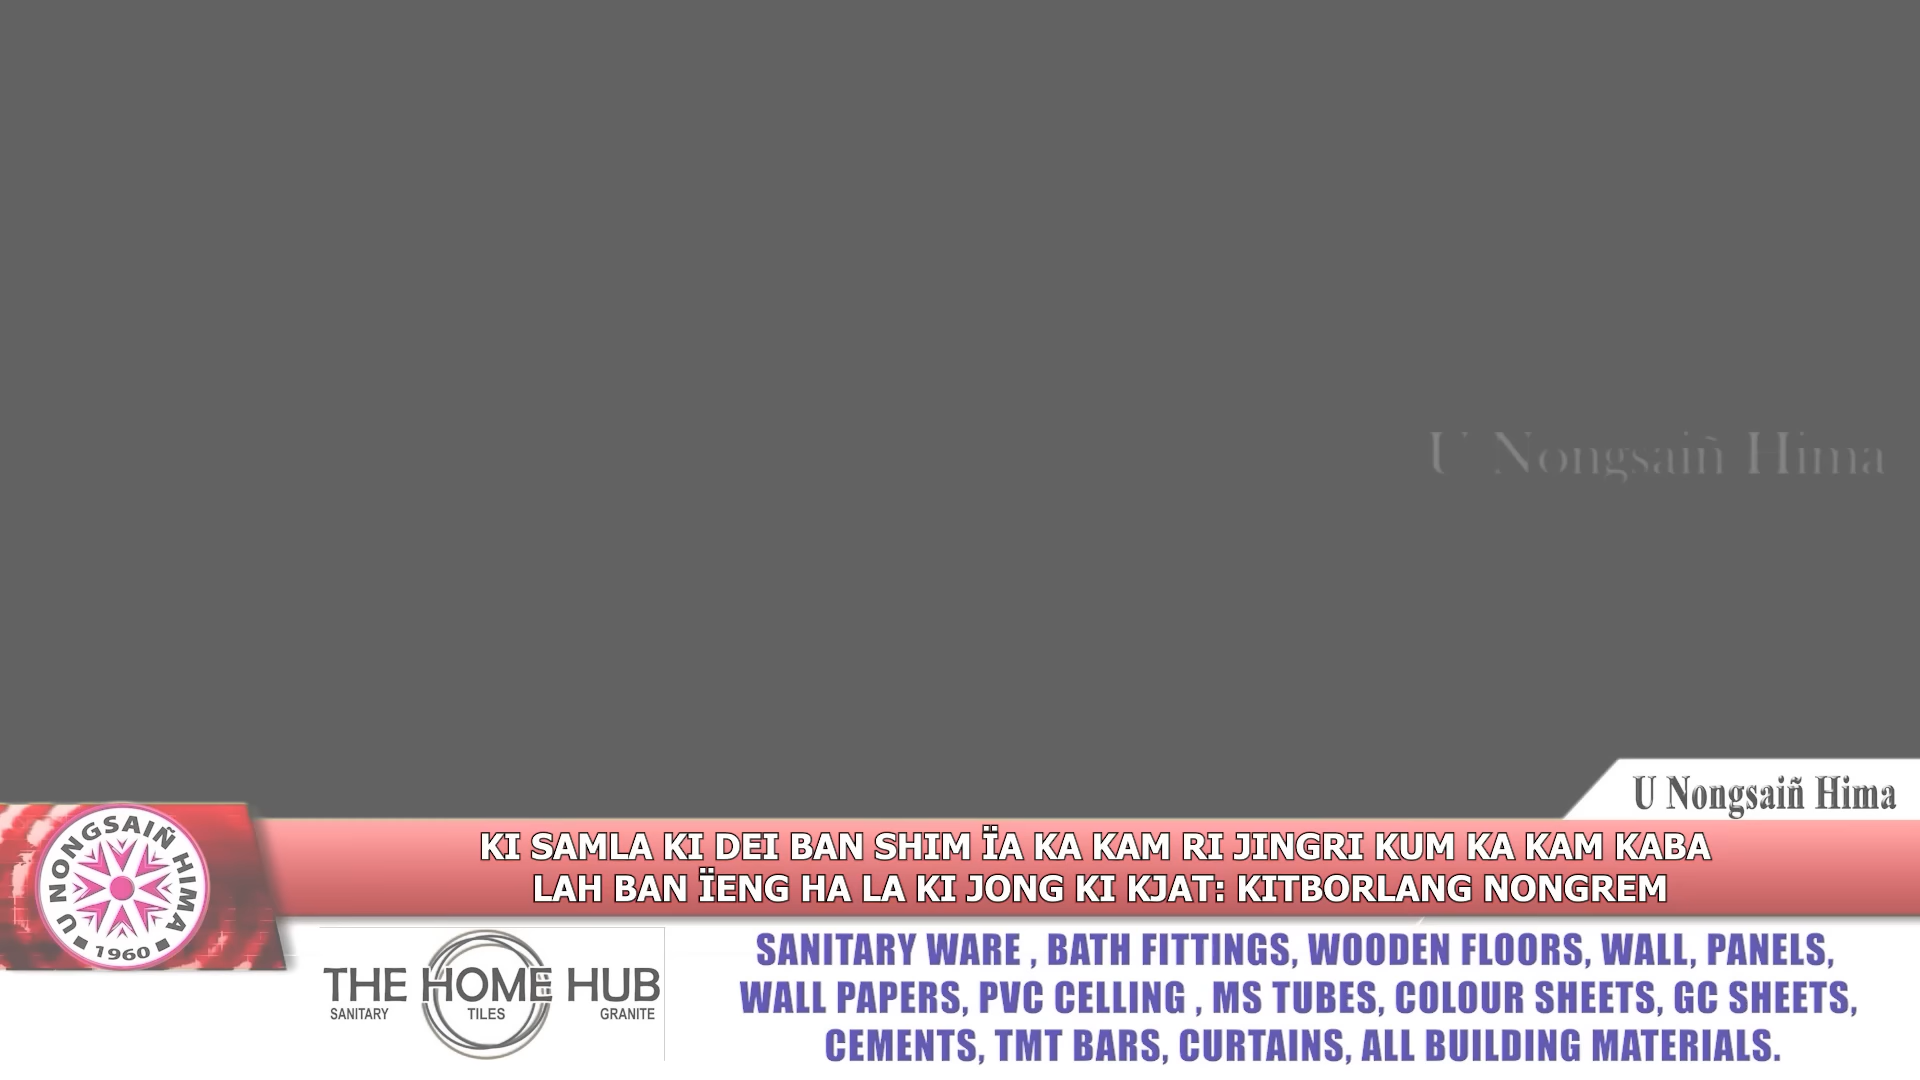 U Nongsaiñ Hima
U Nongsaiñ Hima
U NONGSAIÑ HIMA
1960
KI SAMLA KI DEI BAN SHIM ÏA KA KAM RI JINGRI KUM KA KAM KABA
LAH BAN ÏENG HA LA KI JONG KI KJAT: KITBORLANG NONGREM
THE HOME HUB
SANITARY TILES GRANITE
SANITARY WARE , BATH FITTINGS, WOODEN FLOORS, WALL, PANELS,
WALL PAPERS, PVC CELLING , MS TUBES, COLOUR SHEETS, GC SHEETS,
CEMENTS, TMT BARS, CURTAINS, ALL BUILDING MATERIALS.